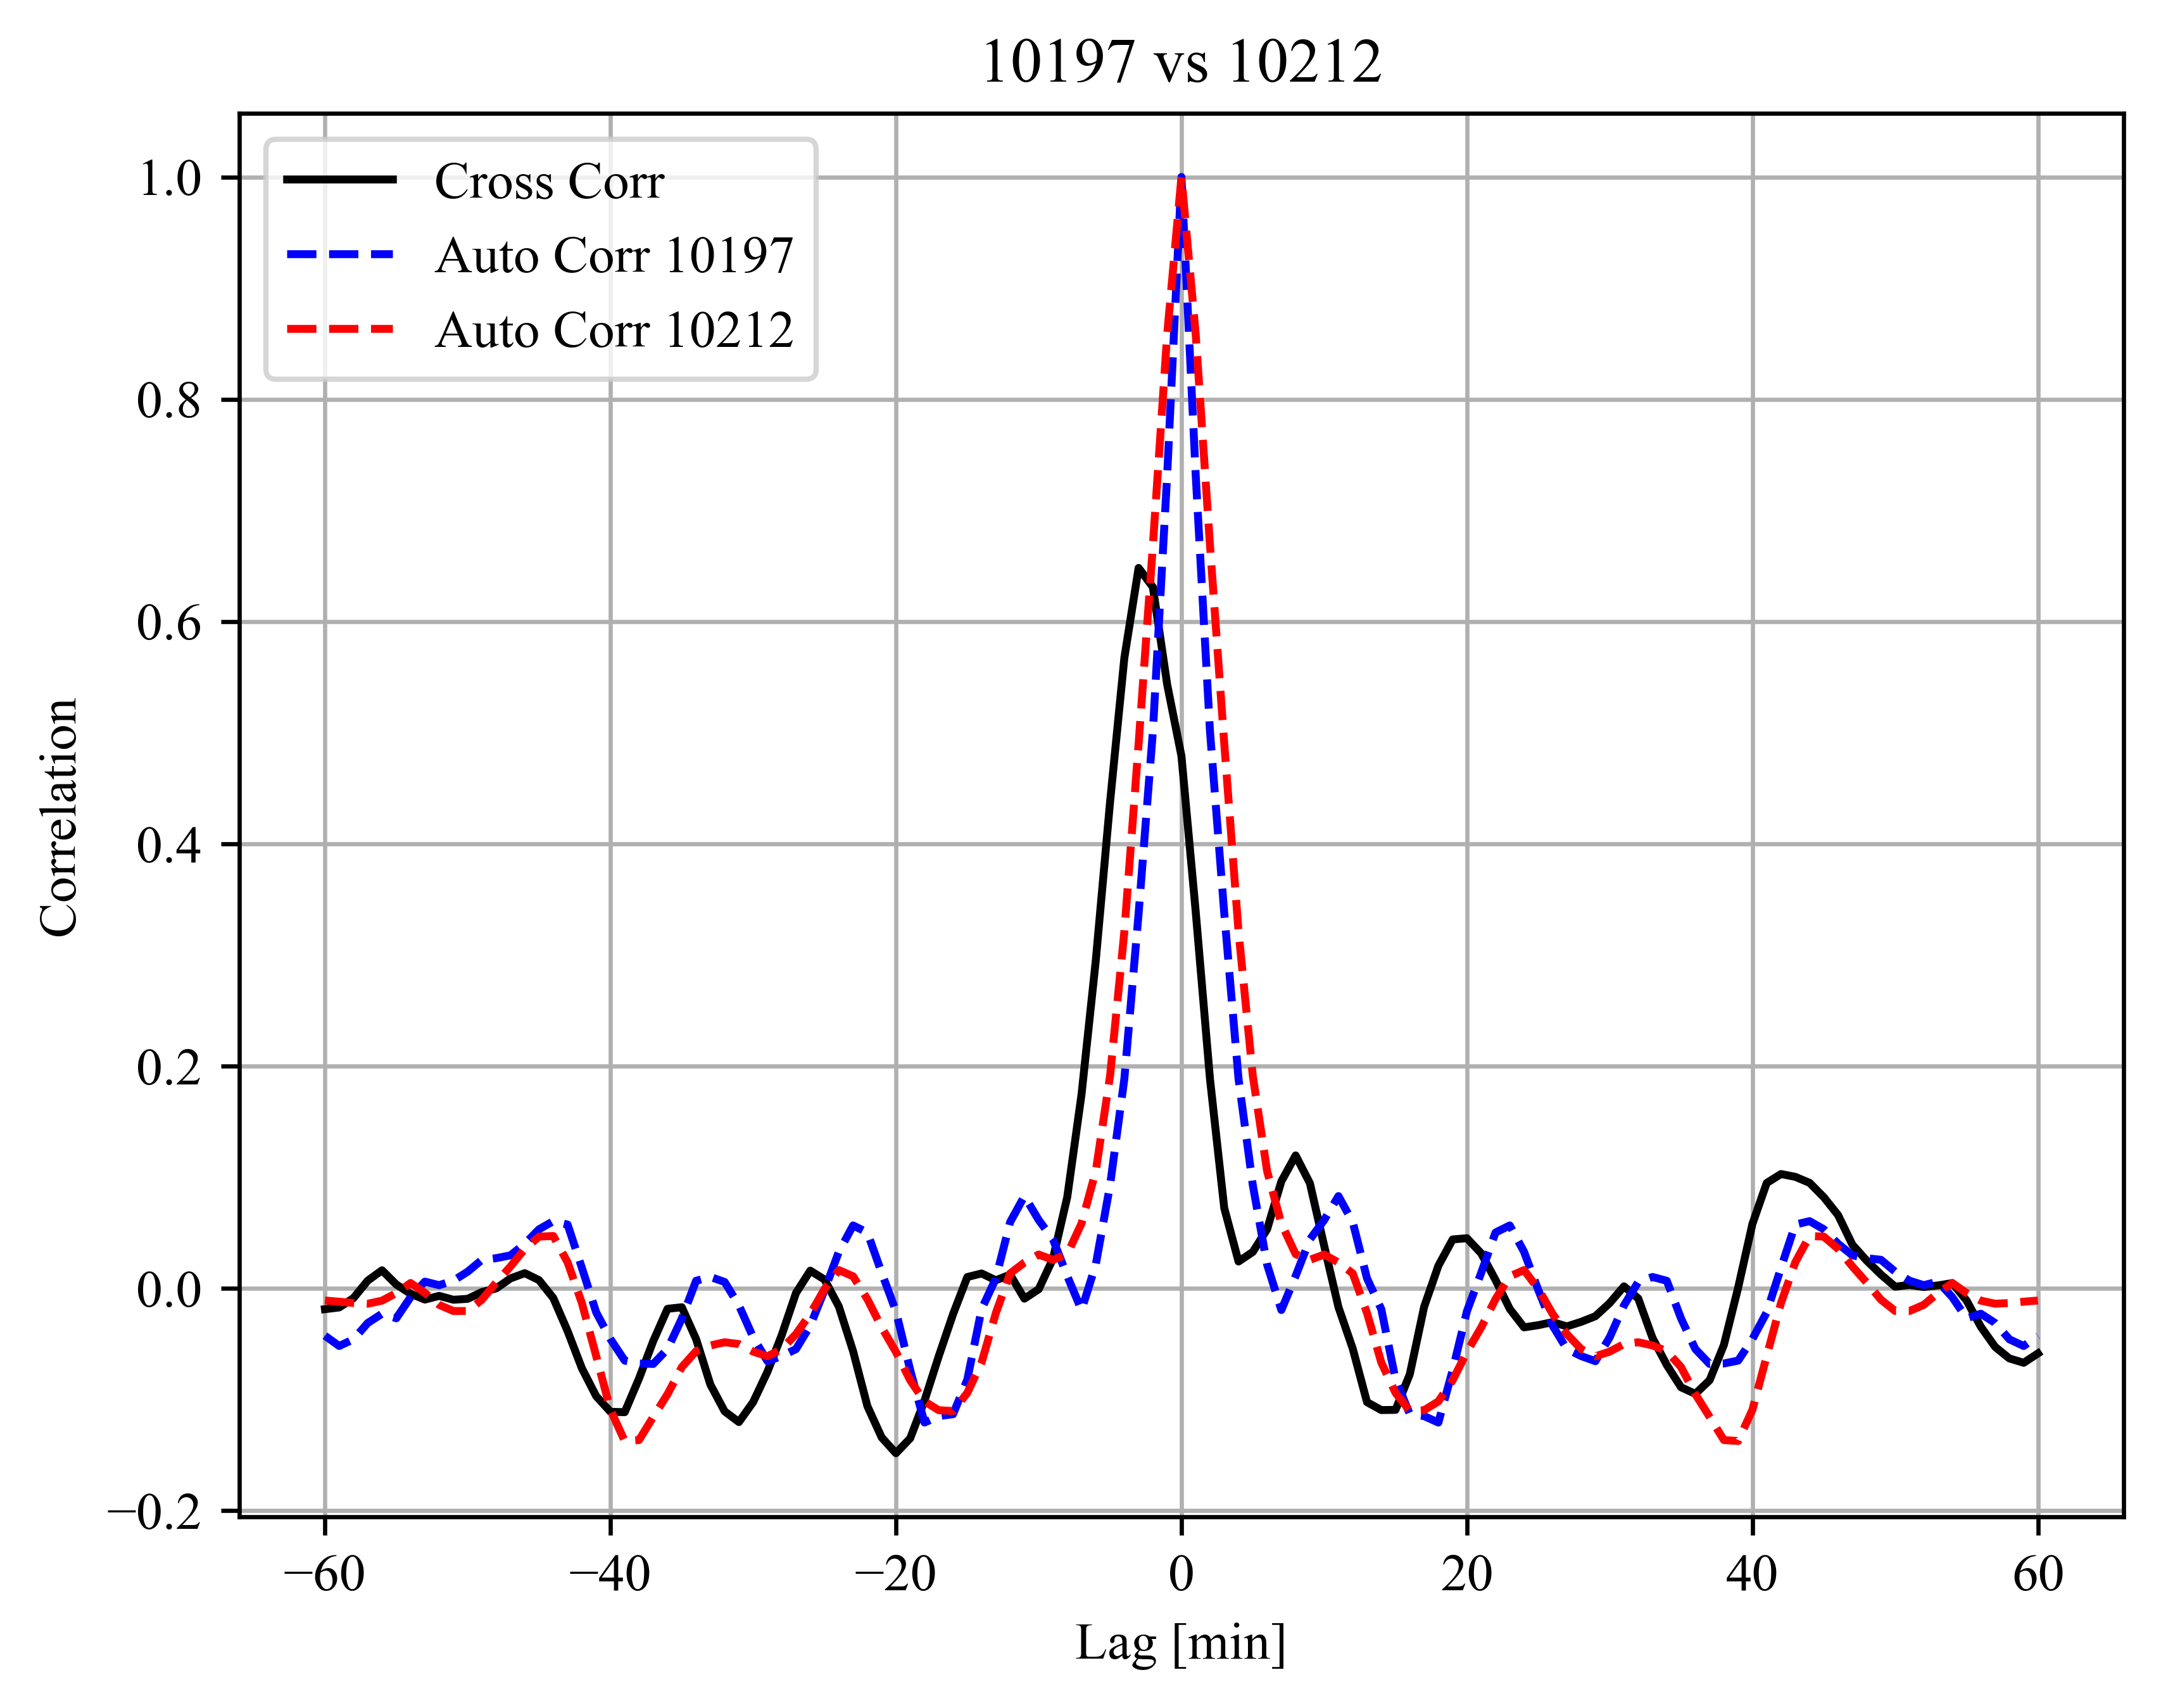 10197 vs 10212
Cross Corr
Auto Corr 10197
Auto Corr 10212
1.0
0.8
0.6
0.4
0.2
0.0
−0.2
Correlation
−60 −40 −20 0 20 40 60
Lag [min]